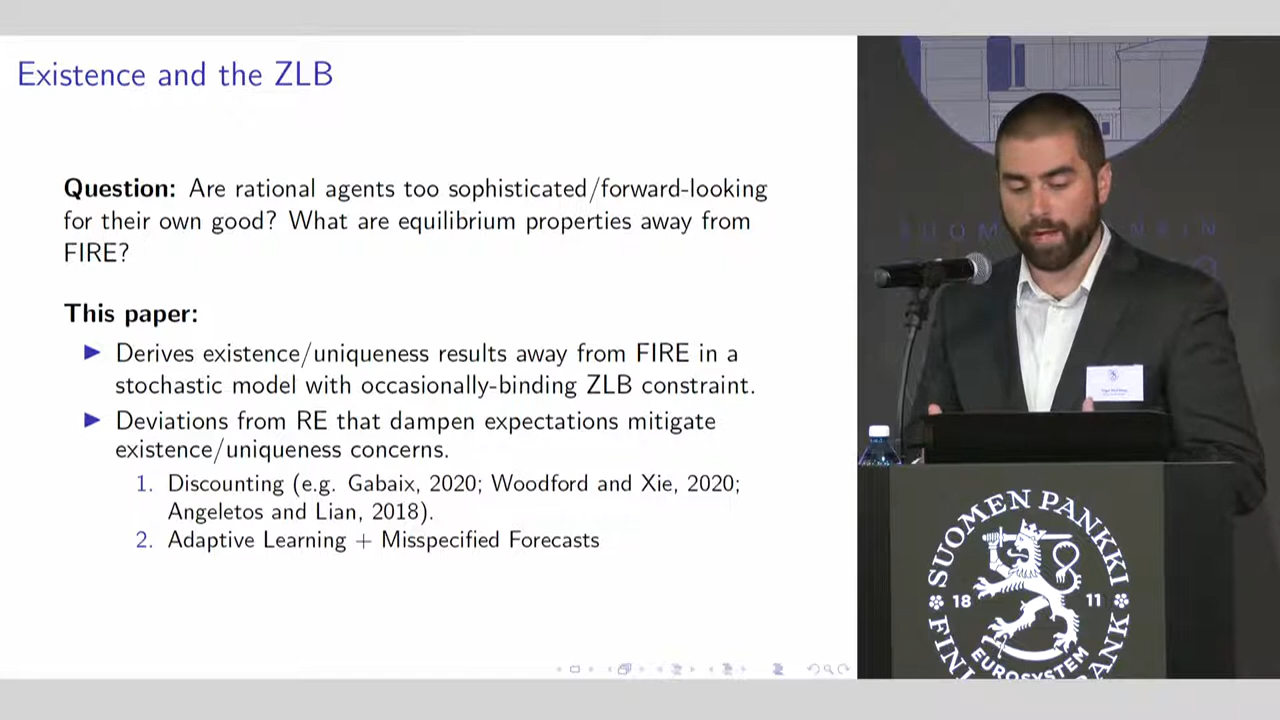 Existence and the ZLB
Question: Are rational agents too sophisticated/forward-looking
for their own good? What are equilibrium properties away from
FIRE?
This paper:
Derives existence/uniqueness results away from FIRE in a
stochastic model with occasionally-binding ZLB constraint.
Deviations from RE that dampen expectations mitigate
existence/uniqueness concerns.
1. Discounting (e.g. Gabaix, 2020; Woodford and Xie, 2020;
Angeletos and Lian, 2018).
2. Adaptive Learning + Misspecified Forecasts
SUOMEN PANKKI
18 11
EUROSYSTEM